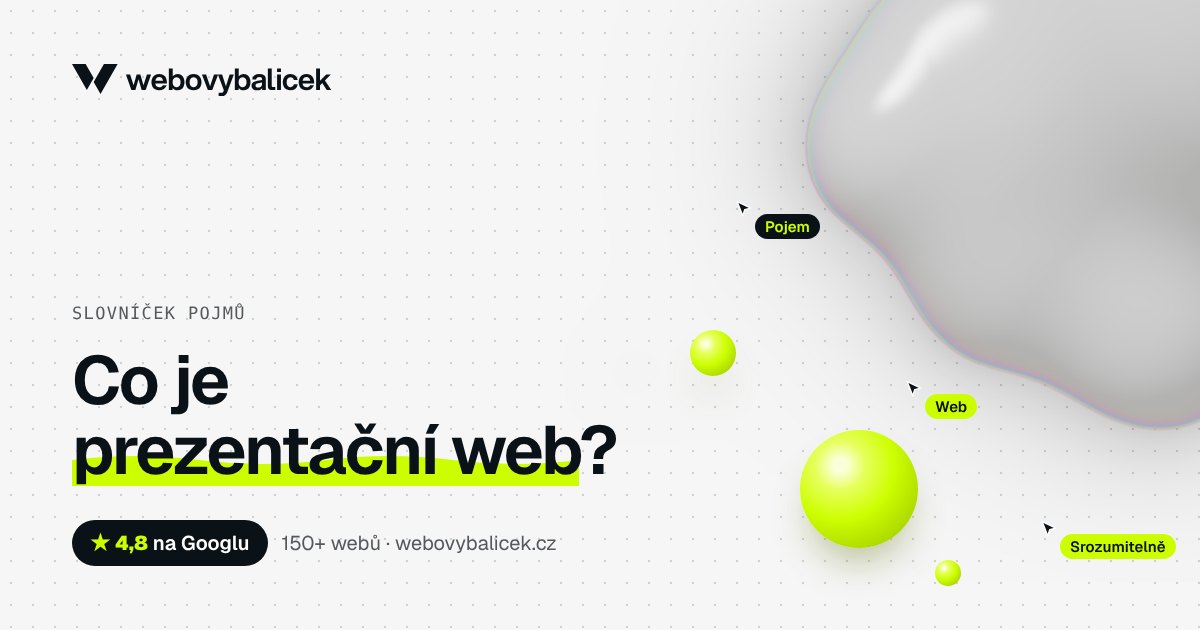 webovybalicek
Pojem
SLOVNÍČEK POJMŮ
Co je
prezentační web?
Web
★ 4,8 na Googlu 150+ webů · webovybalicek.cz
Srozumitelně